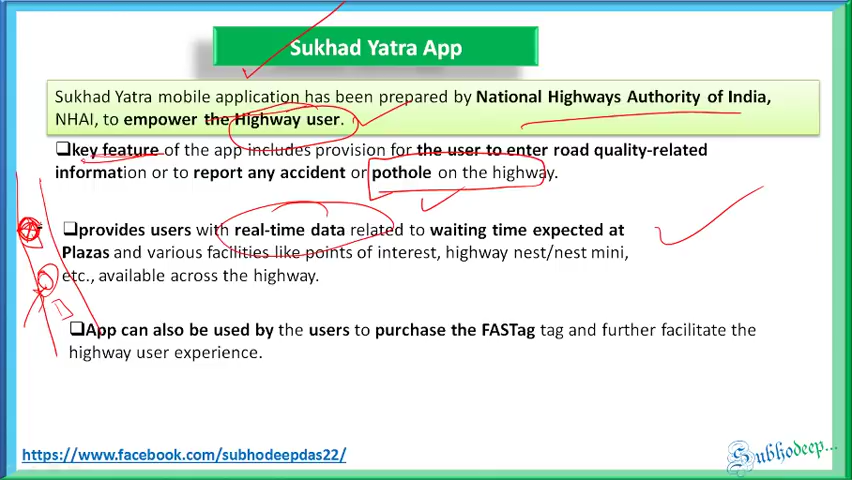 Sukhad Yatra App
Sukhad Yatra mobile application has been prepared by National Highways Authority of India,
NHAI, to empower the Highway user.
❑key feature of the app includes provision for the user to enter road quality-related
information or to report any accident or pothole on the highway.
❑provides users with real-time data related to waiting time expected at
Plazas and various facilities like points of interest, highway nest/nest mini,
etc., available across the highway.
❑App can also be used by the users to purchase the FASTag tag and further facilitate the
highway user experience.
https://www.facebook.com/subhodeepdas22/
Subhodeep...